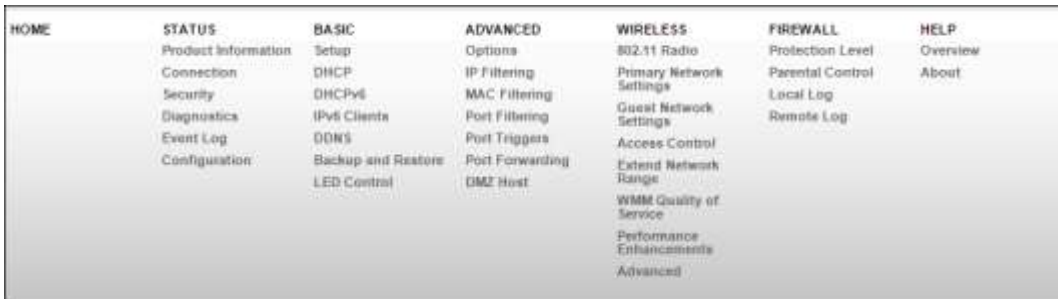 HOME
STATUS
Product Information
Connection
Security
Diagnostics
Event Log
Configuration
BASIC
Setup
DHCP
DHCPv6
IPv6 Clients
DDNS
Backup and Restore
LED Control
ADVANCED
Options
IP Filtering
MAC Filtering
Port Filtering
Port Triggers
Port Forwarding
DMZ Host
WIRELESS
802.11 Radio
Primary Network
Settings
Guest Network
Settings
Access Control
Extend Network
Range
WMM Quality of
Service
Performance
Enhancements
Advanced
FIREWALL
Protection Level
Parental Control
Local Log
Remote Log
HELP
Overview
About